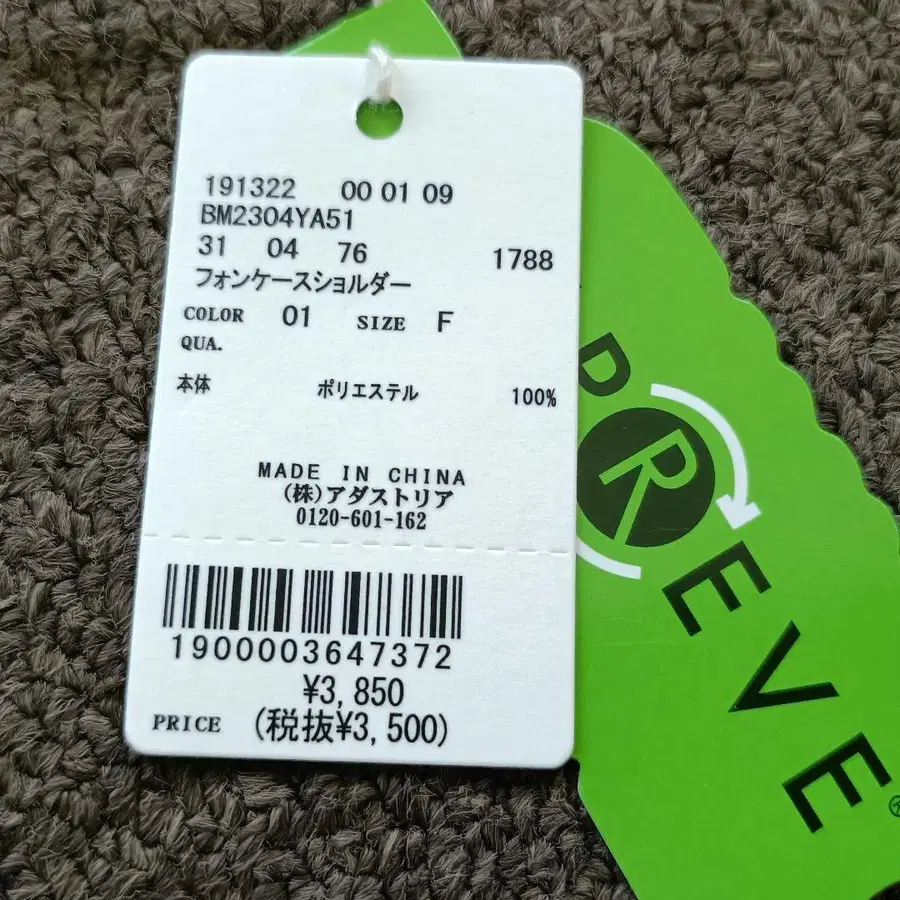 191322 00 01 09
BM2304YA51
31 04 76 1788
フォンケースショルダー
COLOR 01 SIZE F
QUA.
本体 ポリエステル 100%
MADE IN CHINA
(株)アダストリア
0120-601-162
1900003647372
¥3,850
PRICE (税抜¥3,500)
REVE